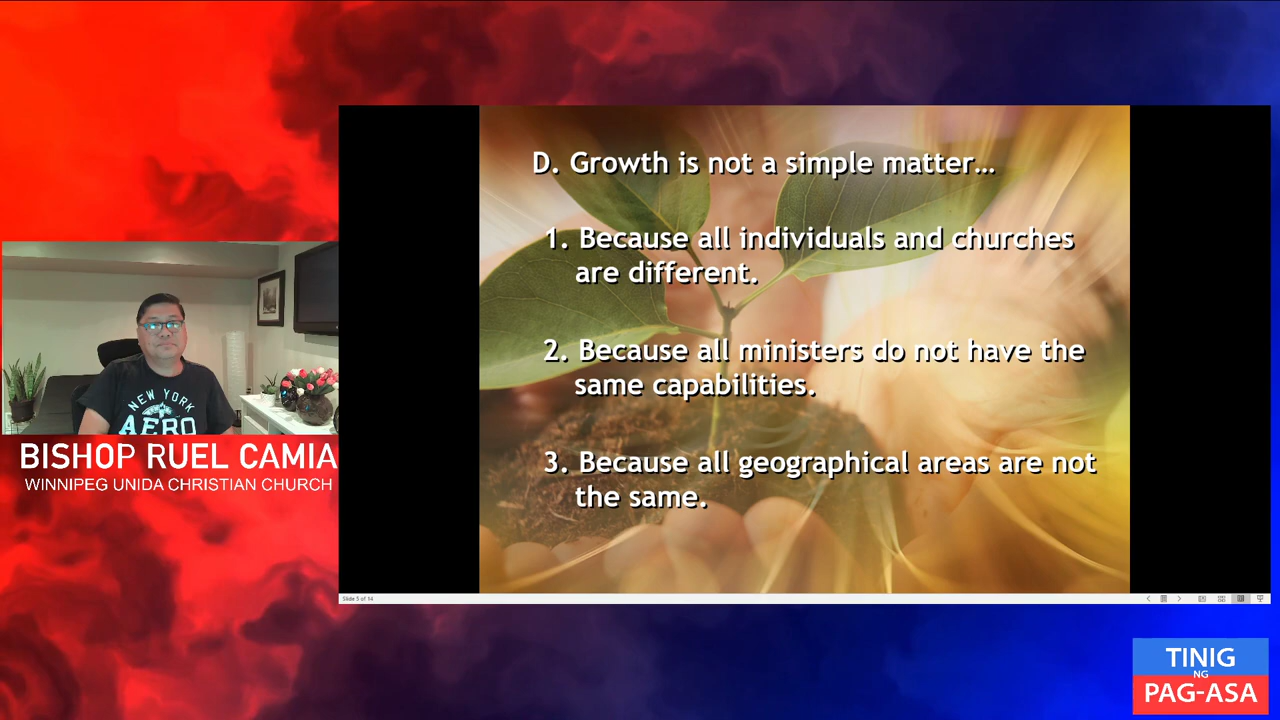 D. Growth is not a simple matter...
1. Because all individuals and churches
are different.
2. Because all ministers do not have the
same capabilities.
3. Because all geographical areas are not
the same.
NEW YORK
AERO
BISHOP RUEL CAMIA
WINNIPEG UNIDA CHRISTIAN CHURCH
Slide 5 of 14
TINIG
NG
PAG-ASA